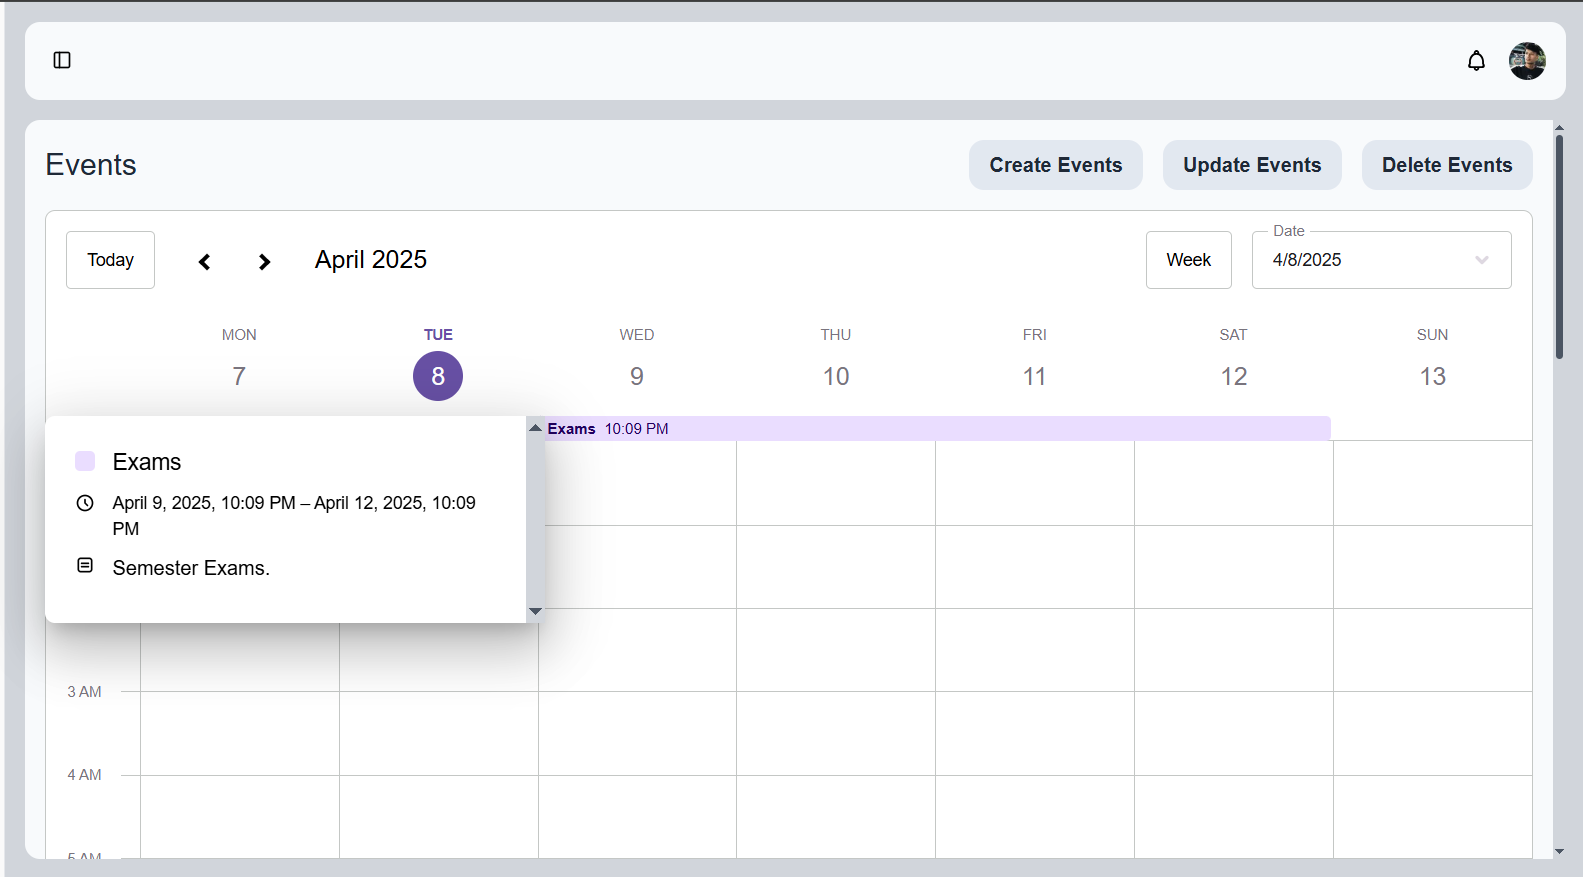 Events
Create Events
Update Events
Delete Events
Today
April 2025
Week
Date
4/8/2025
MON
TUE
WED
THU
FRI
SAT
SUN
7
8
9
10
11
12
13
Exams 10:09 PM
Exams
April 9, 2025, 10:09 PM – April 12, 2025, 10:09
PM
Semester Exams.
3 AM
4 AM
5 AM